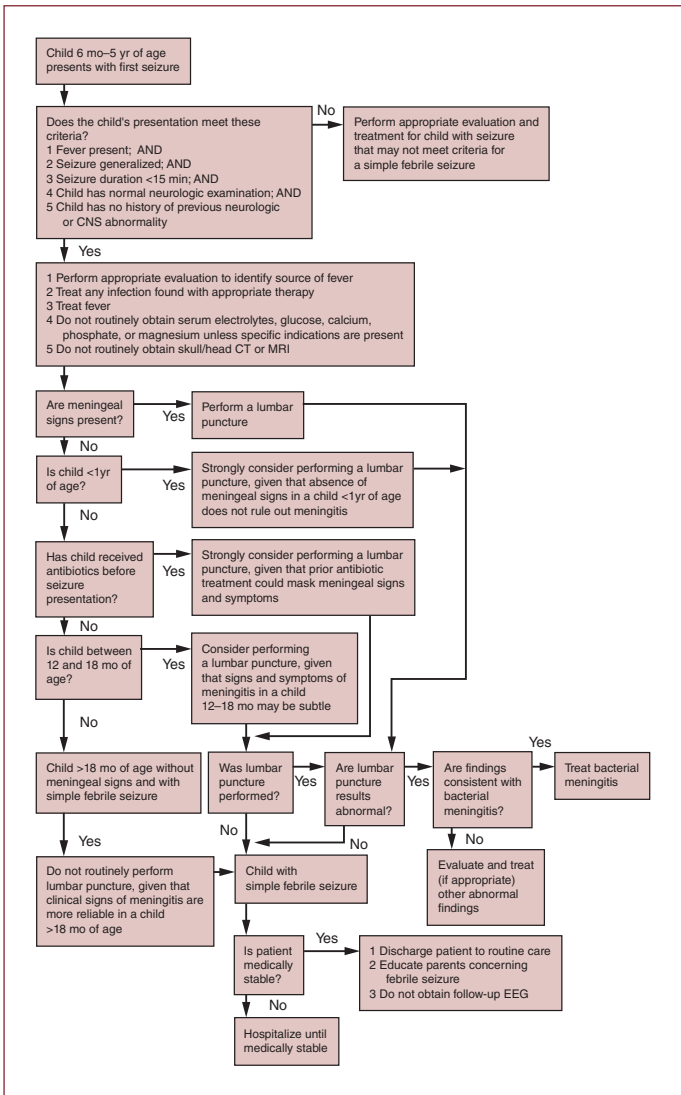 Child 6 mo–5 yr of age
presents with first seizure
Does the child's presentation meet these
criteria?
1 Fever present; AND
2 Seizure generalized; AND
3 Seizure duration <15 min; AND
4 Child has normal neurologic examination; AND
5 Child has no history of previous neurologic
or CNS abnormality
No
Perform appropriate evaluation and
treatment for child with seizure
that may not meet criteria for
a simple febrile seizure
Yes
1 Perform appropriate evaluation to identify source of fever
2 Treat any infection found with appropriate therapy
3 Treat fever
4 Do not routinely obtain serum electrolytes, glucose, calcium,
phosphate, or magnesium unless specific indications are present
5 Do not routinely obtain skull/head CT or MRI
Are meningeal
signs present?
Yes
Perform a lumbar
puncture
No
Is child <1yr
of age?
Yes
Strongly consider performing a lumbar
puncture, given that absence of
meningeal signs in a child <1yr of age
does not rule out meningitis
No
Has child received
antibiotics before
seizure
presentation?
Yes
Strongly consider performing a lumbar
puncture, given that prior antibiotic
treatment could mask meningeal signs
and symptoms
No
Is child between
12 and 18 mo of
age?
Yes
Consider performing
a lumbar puncture, given
that signs and symptoms of
meningitis in a child
12–18 mo may be subtle
No
Child >18 mo of age without
meningeal signs and with
simple febrile seizure
Was lumbar
puncture
performed?
Yes
Are lumbar
puncture
results
abnormal?
Yes
Are findings
consistent with
bacterial
meningitis?
Yes
Treat bacterial
meningitis
Yes
No
No
No
Do not routinely perform
lumbar puncture, given that
clinical signs of meningitis are
more reliable in a child
>18 mo of age
Child with
simple febrile seizure
Evaluate and treat
(if appropriate)
other abnormal
findings
Is patient
medically
stable?
Yes
1 Discharge patient to routine care
2 Educate parents concerning
febrile seizure
3 Do not obtain follow-up EEG
No
Hospitalize until
medically stable